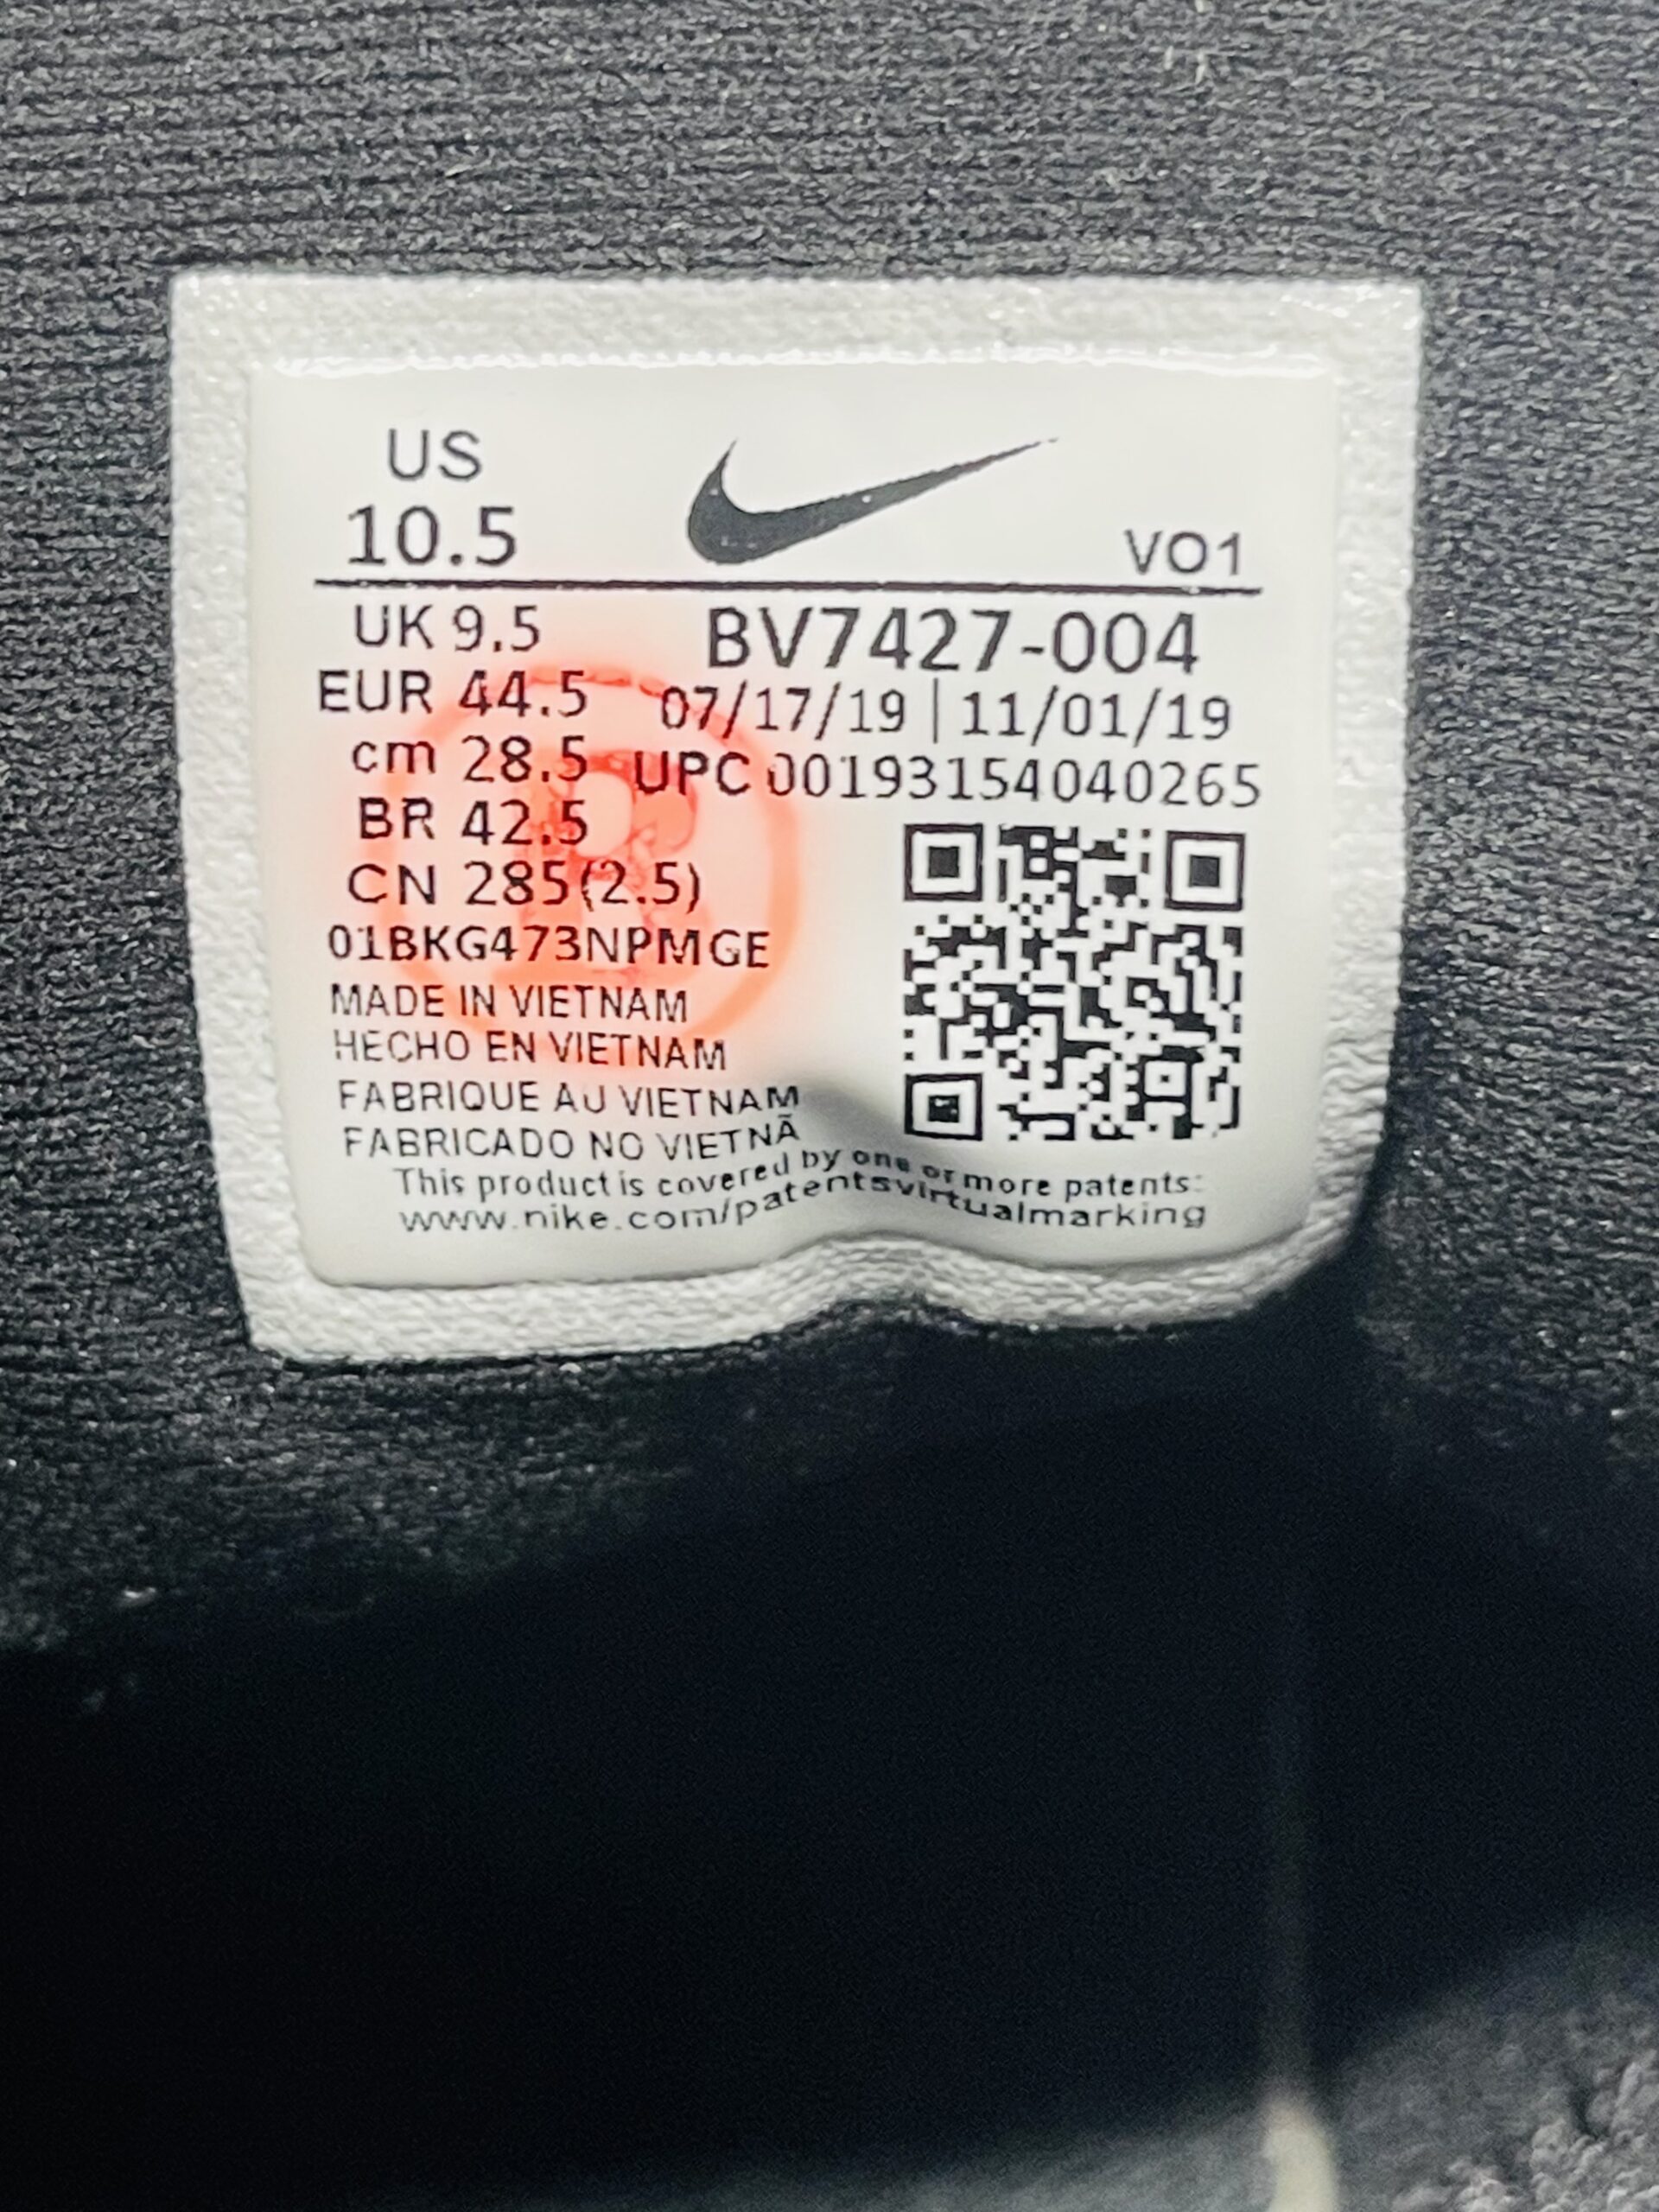 US
10.5
VO1
UK 9.5
EUR 44.5
cm 28.5
BR 42.5
CN 285(2.5)
01BKG473NPMGE
MADE IN VIETNAM
HECHO EN VIETNAM
FABRIQUE AU VIETNAM
FABRICADO NO VIETNÃ
BV7427-004
07/17/19 | 11/01/19
UPC 00193154040265
R
This product is covered by one or more patents:
www.nike.com/patentsvirtualmarking